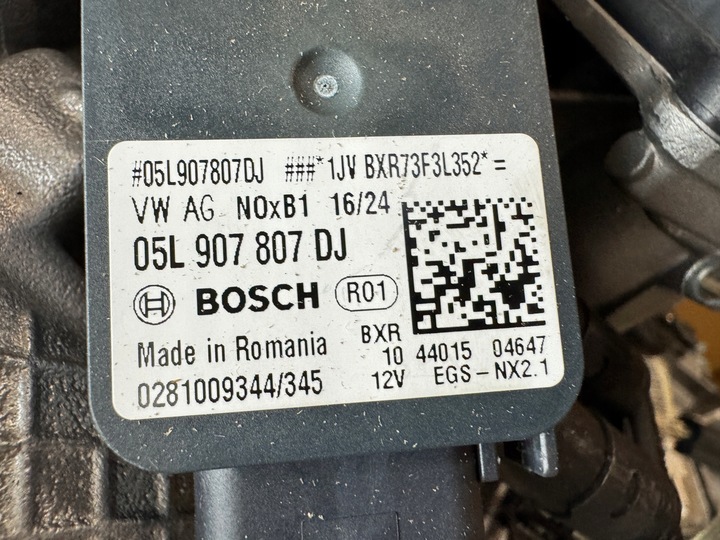 #05L907807DJ ###*1JV BXR73F3L352*=
VW AG NOxB1 16/24
05L 907 807 DJ
BOSCH R01
Made in Romania BXR
10 44015 04647
0281009344/345 12V EGS-NX2.1